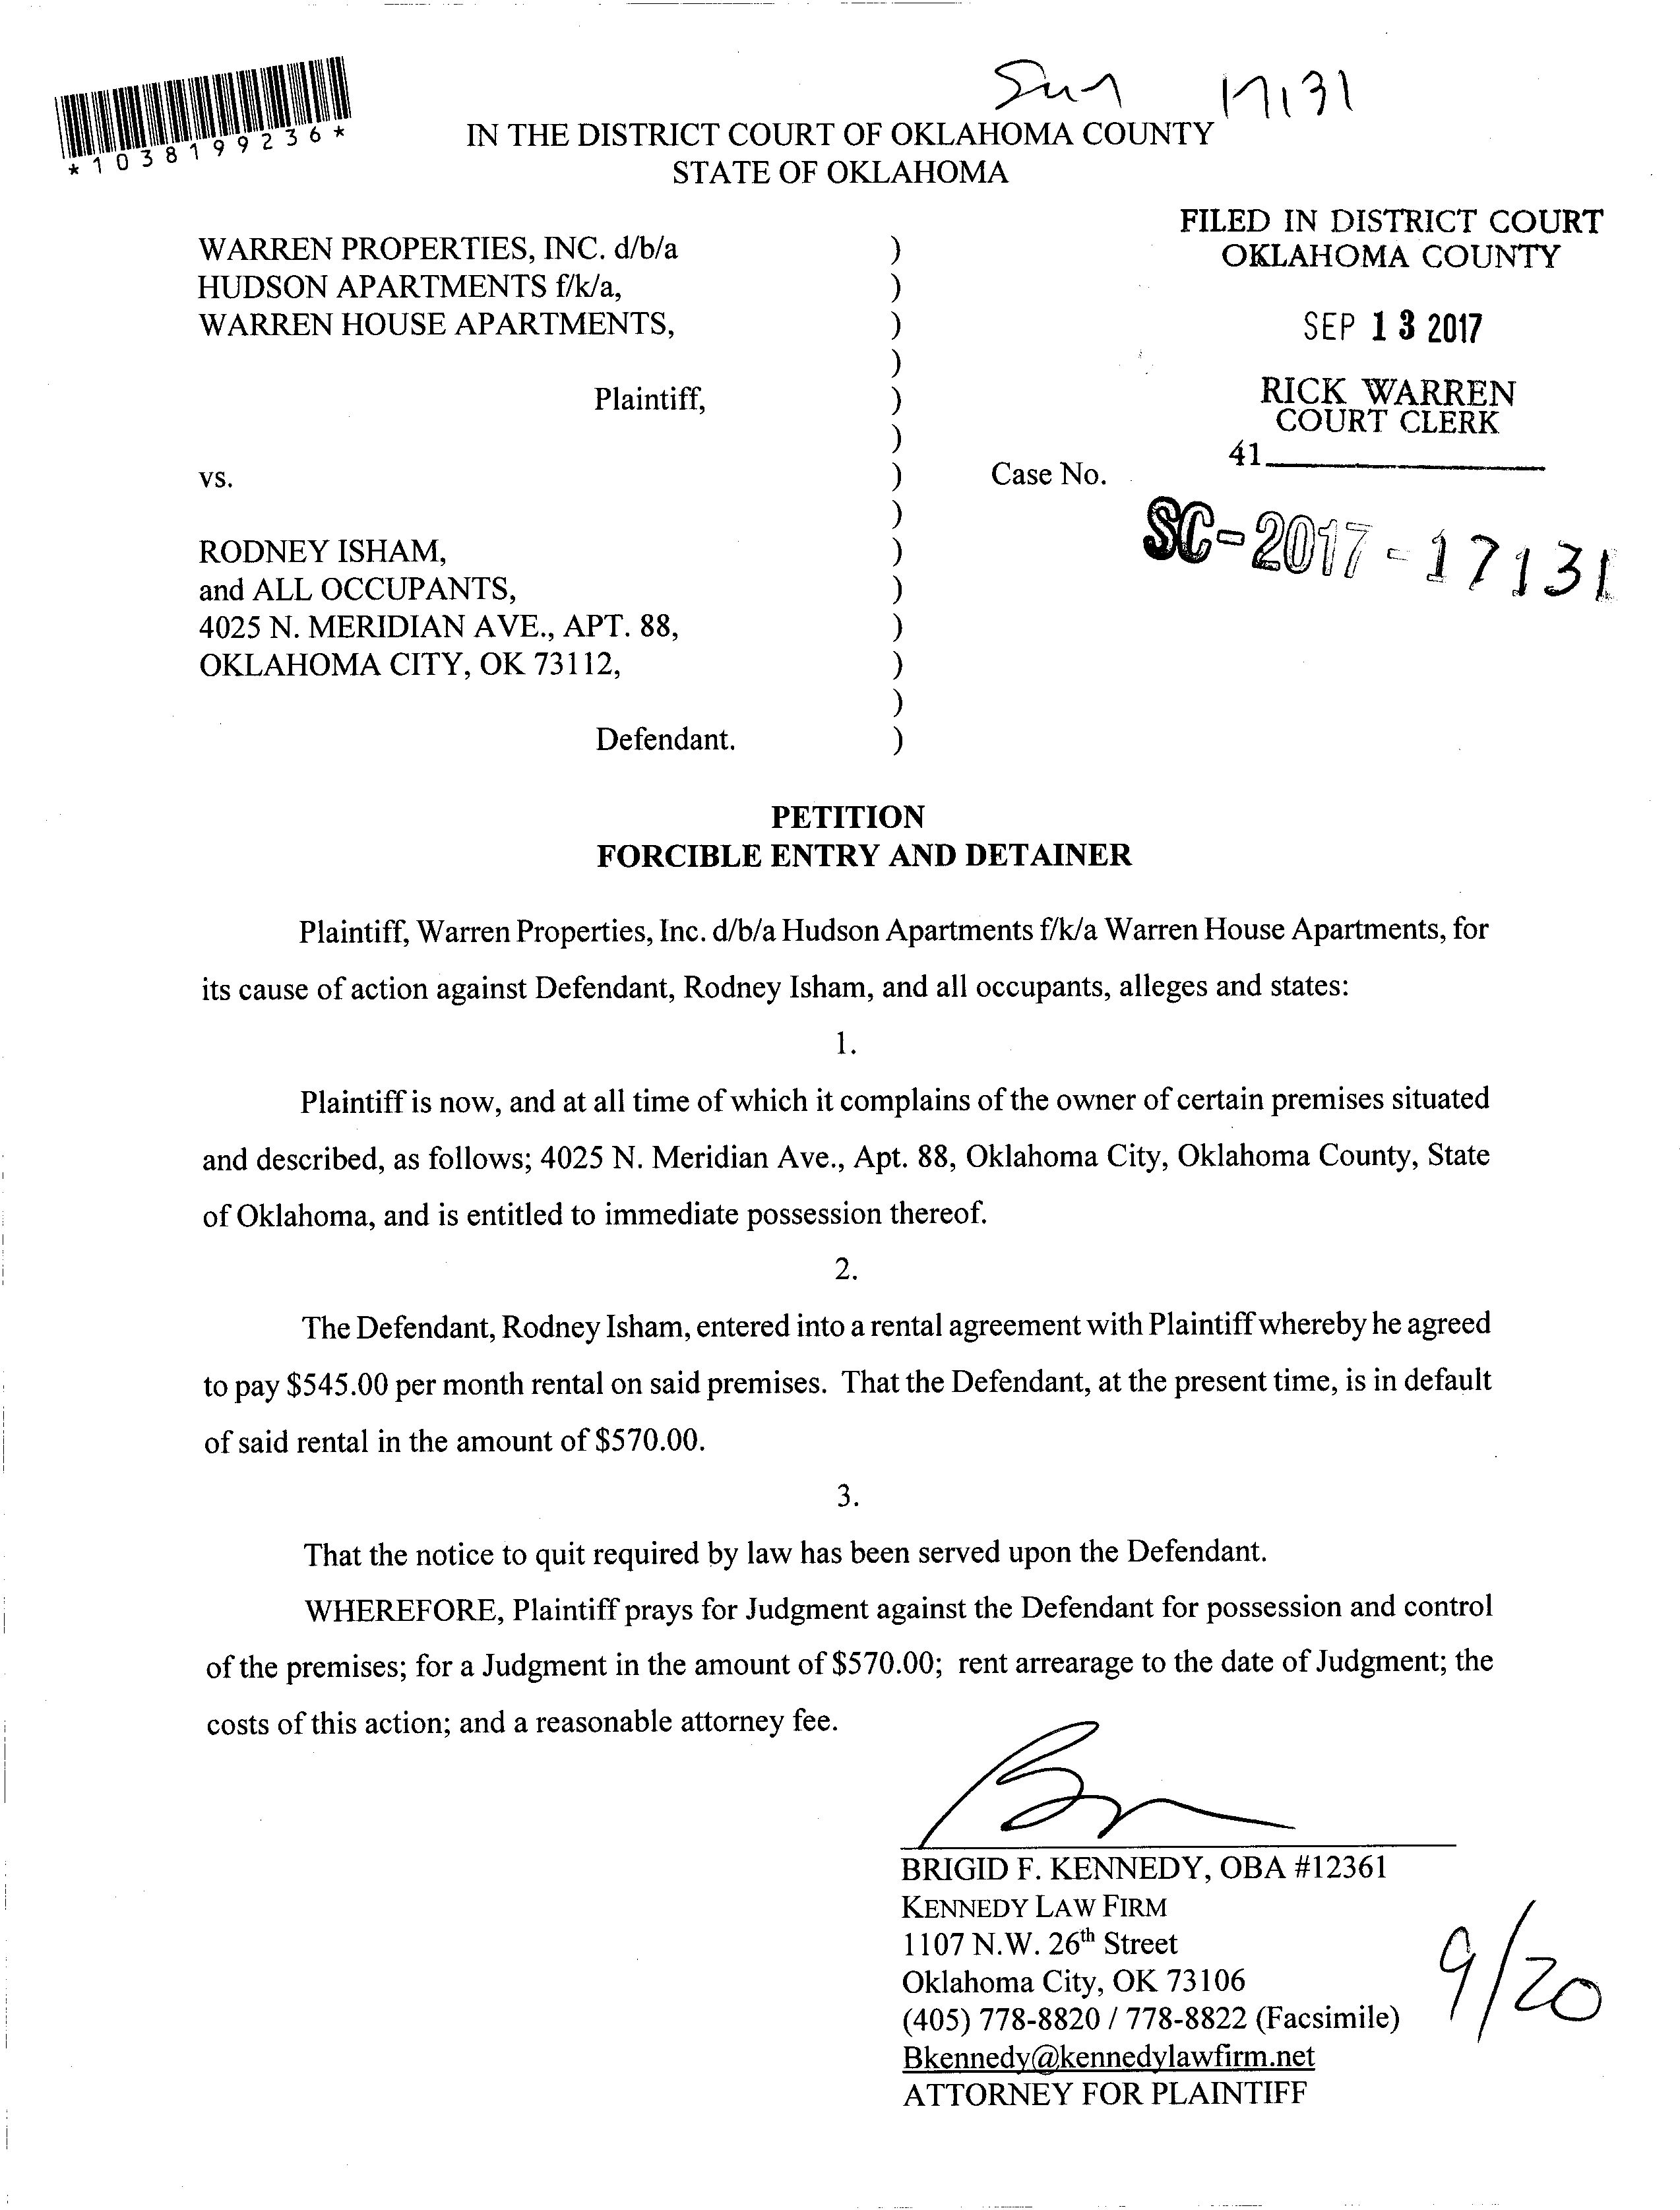 17131
*1038199236*
IN THE DISTRICT COURT OF OKLAHOMA COUNTY
STATE OF OKLAHOMA
FILED IN DISTRICT COURT
OKLAHOMA COUNTY
SEP 13 2017
RICK WARREN
COURT CLERK
41
WARREN PROPERTIES, INC. d/b/a )
HUDSON APARTMENTS f/k/a, )
WARREN HOUSE APARTMENTS, )
)
Plaintiff, )
)
vs. ) Case No.
SC-2017-17131
)
RODNEY ISHAM, )
and ALL OCCUPANTS, )
4025 N. MERIDIAN AVE., APT. 88, )
OKLAHOMA CITY, OK 73112, )
)
Defendant. )
PETITION
FORCIBLE ENTRY AND DETAINER
Plaintiff, Warren Properties, Inc. d/b/a Hudson Apartments f/k/a Warren House Apartments, for
its cause of action against Defendant, Rodney Isham, and all occupants, alleges and states:
1.
Plaintiff is now, and at all time of which it complains of the owner of certain premises situated
and described, as follows; 4025 N. Meridian Ave., Apt. 88, Oklahoma City, Oklahoma County, State
of Oklahoma, and is entitled to immediate possession thereof.
2.
The Defendant, Rodney Isham, entered into a rental agreement with Plaintiff whereby he agreed
to pay $545.00 per month rental on said premises. That the Defendant, at the present time, is in default
of said rental in the amount of $570.00.
3.
That the notice to quit required by law has been served upon the Defendant.
WHEREFORE, Plaintiff prays for Judgment against the Defendant for possession and control
of the premises; for a Judgment in the amount of $570.00; rent arrearage to the date of Judgment; the
costs of this action; and a reasonable attorney fee.
BRIGID F. KENNEDY, OBA #12361
KENNEDY LAW FIRM
1107 N.W. 26th Street
Oklahoma City, OK 73106
(405) 778-8820 / 778-8822 (Facsimile)
Bkennedy@kennedylawfirm.net
ATTORNEY FOR PLAINTIFF
9/20